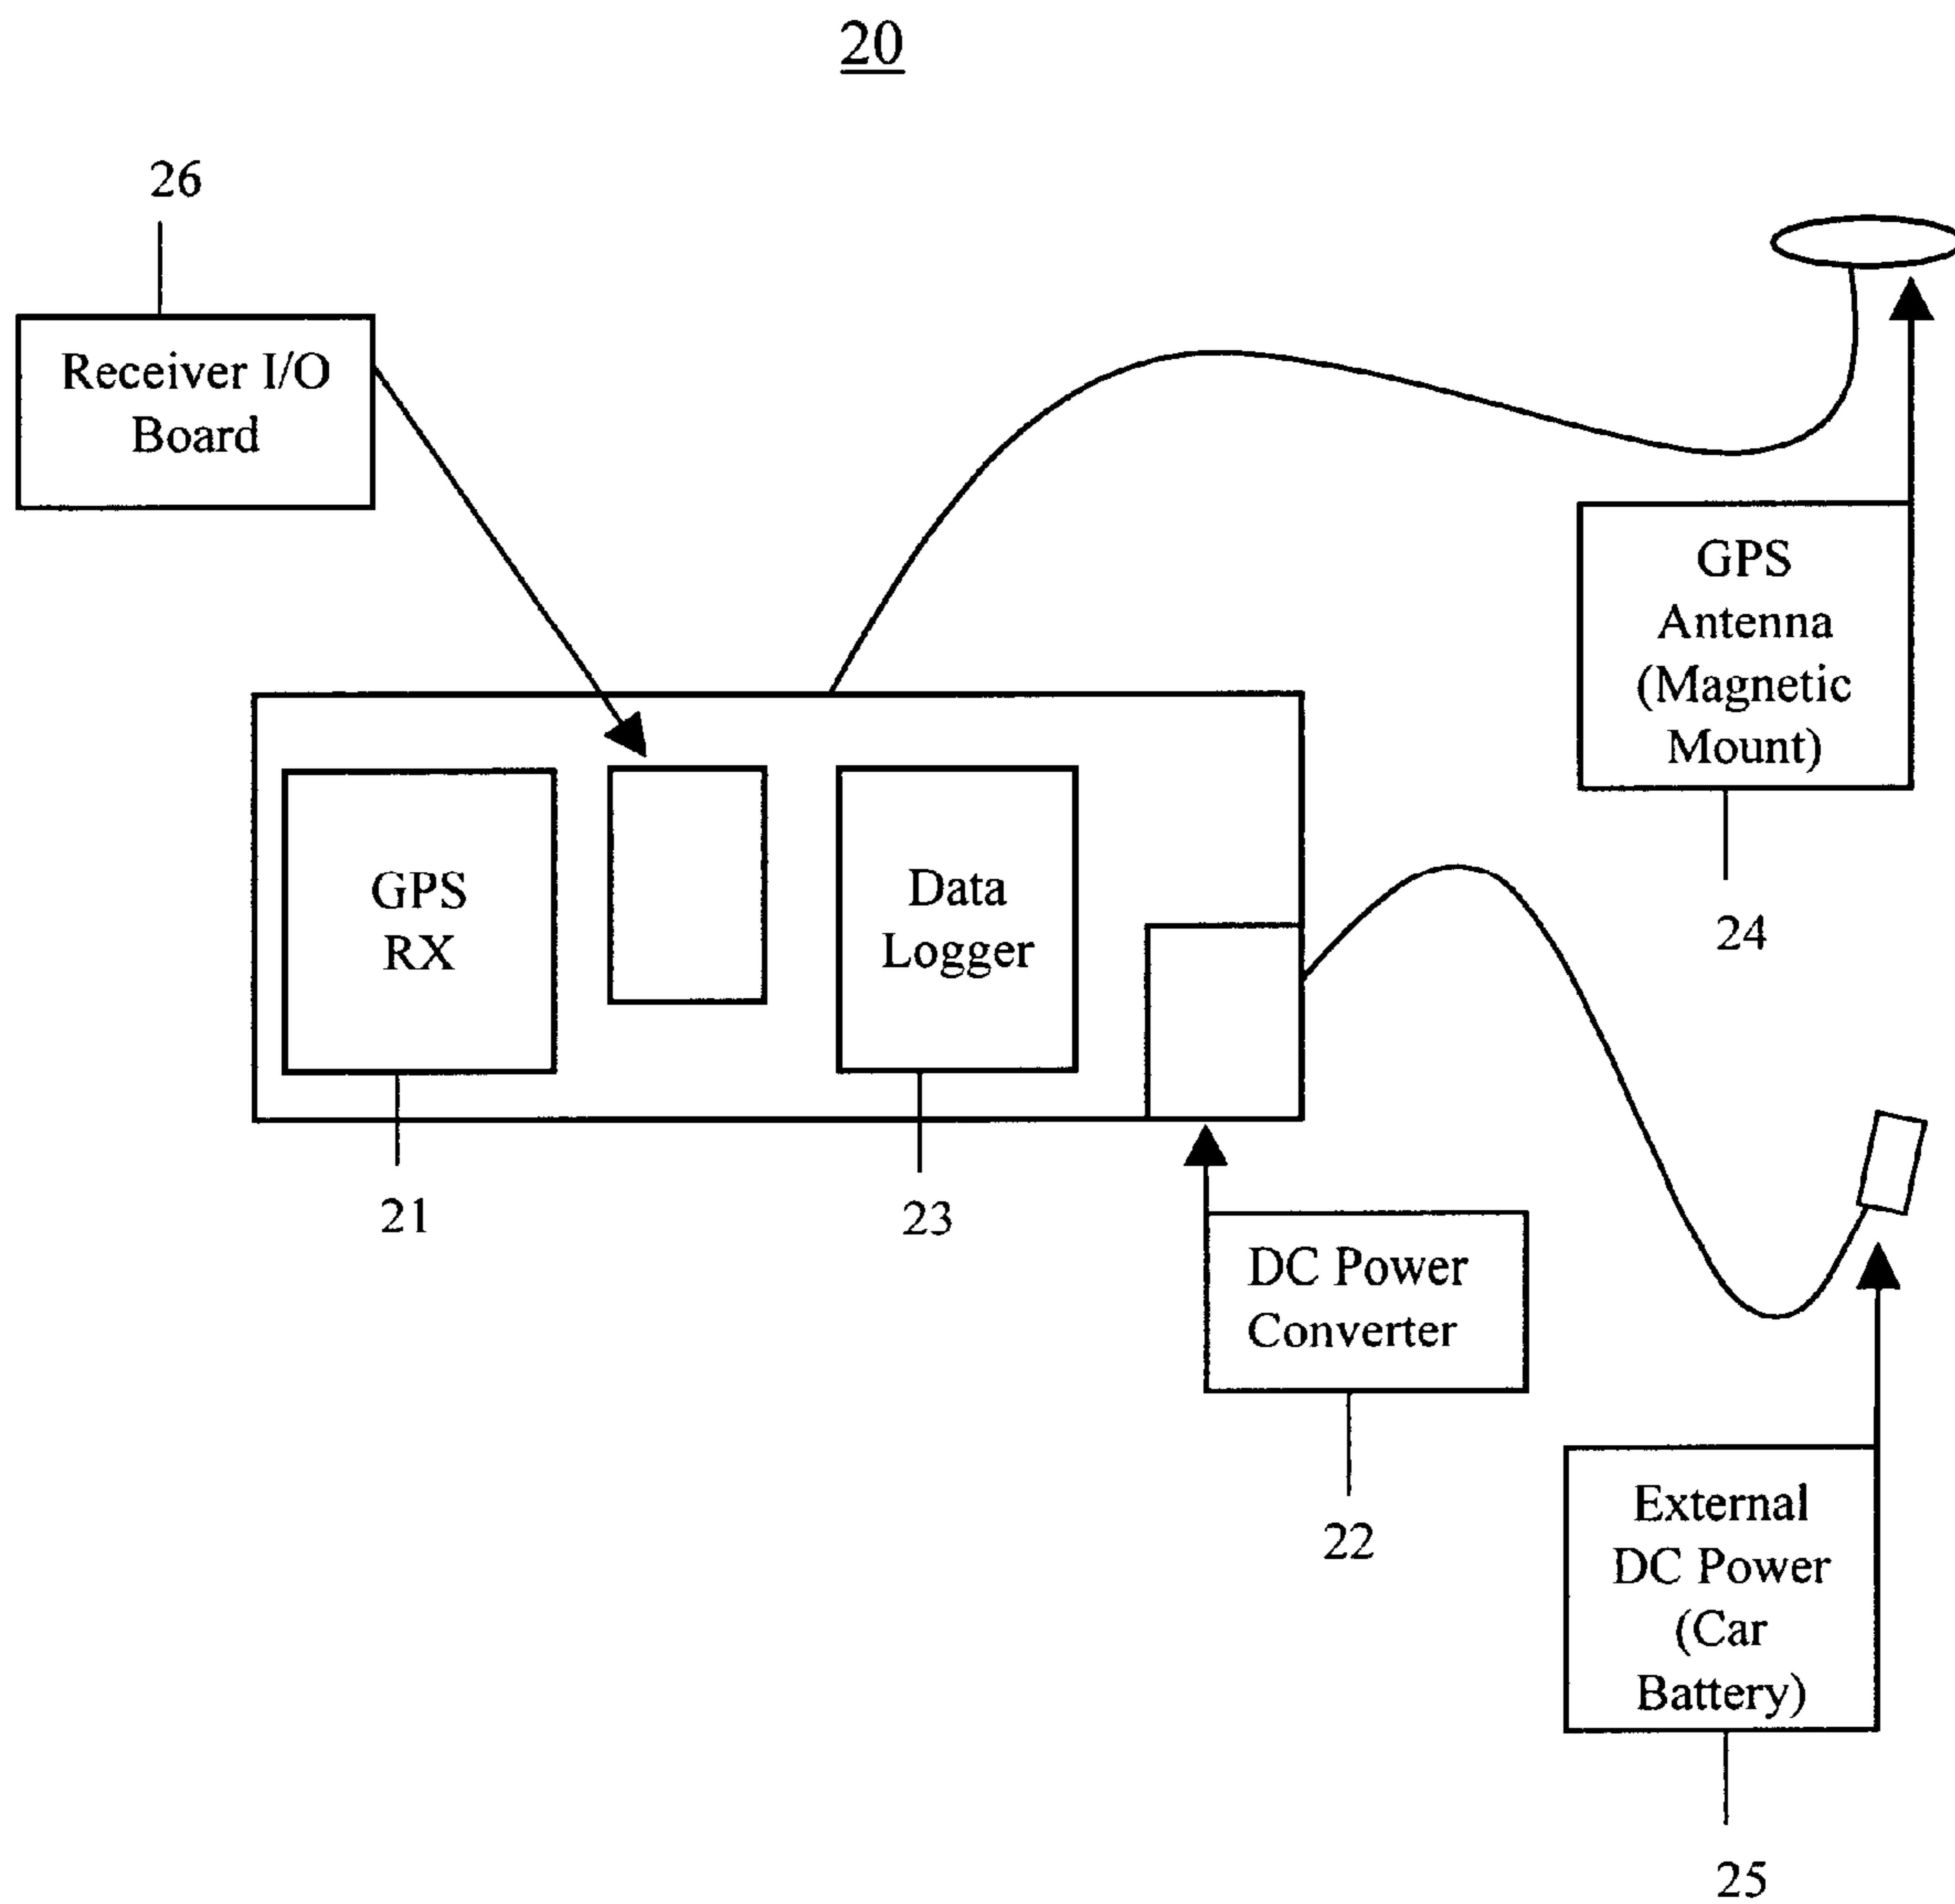 20
26
Receiver I/O
Board
GPS
Antenna
(Magnetic
Mount)
24
GPS
RX
Data
Logger
21
23
DC Power
Converter
22
External
DC Power
(Car
Battery)
25